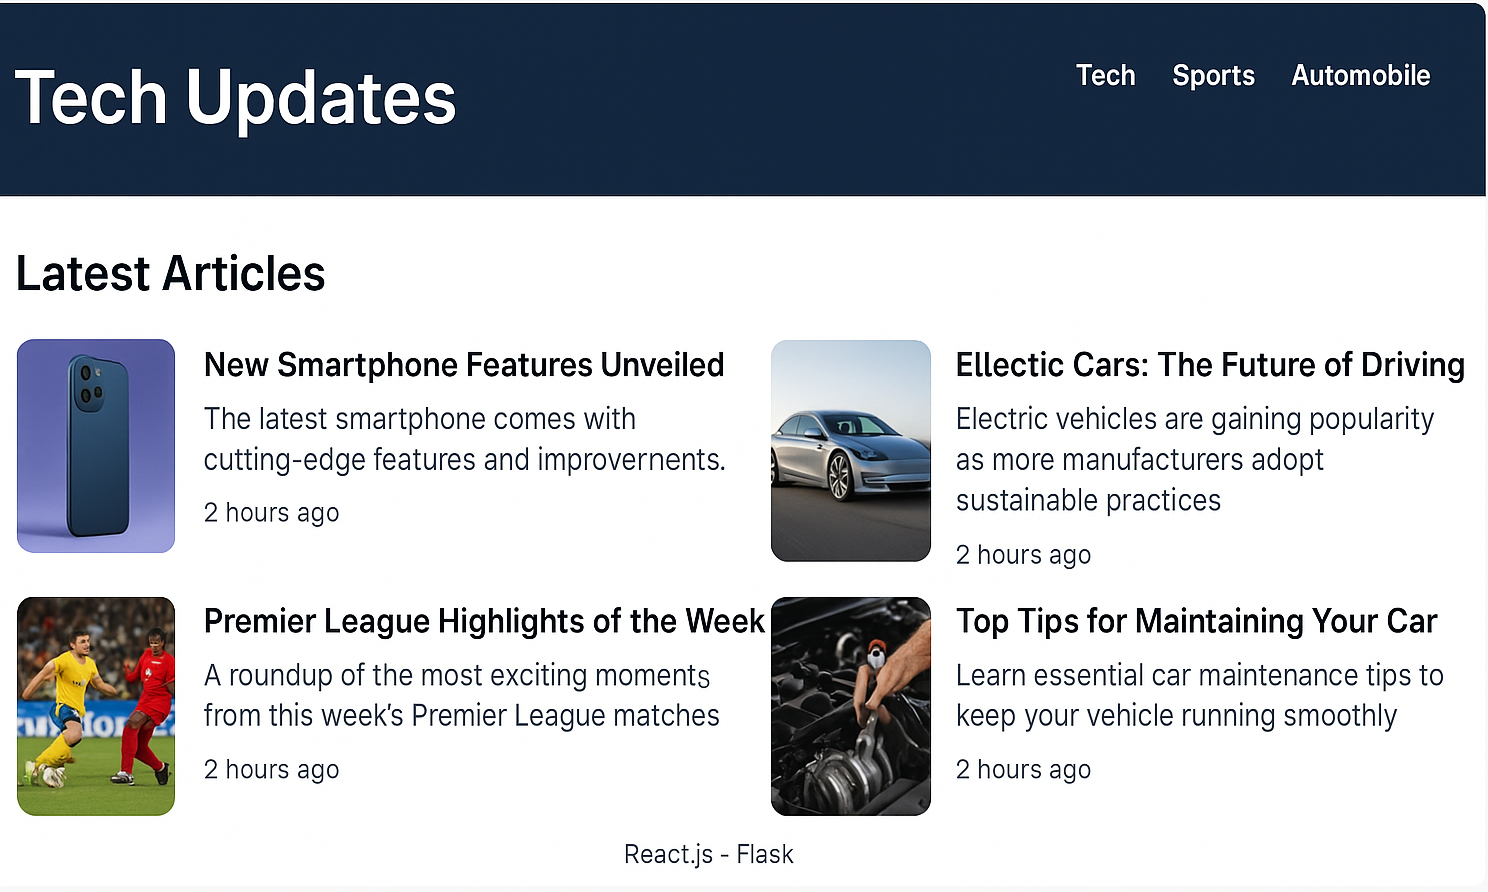 Tech Updates
Tech Sports Automobile
Latest Articles
New Smartphone Features Unveiled
The latest smartphone comes with
cutting-edge features and improvernents.
2 hours ago
Ellectic Cars: The Future of Driving
Electric vehicles are gaining popularity
as more manufacturers adopt
sustainable practices
2 hours ago
Premier League Highlights of the Week
A roundup of the most exciting moments
from this week's Premier League matches
2 hours ago
Top Tips for Maintaining Your Car
Learn essential car maintenance tips to
keep your vehicle running smoothly
2 hours ago
React.js - Flask